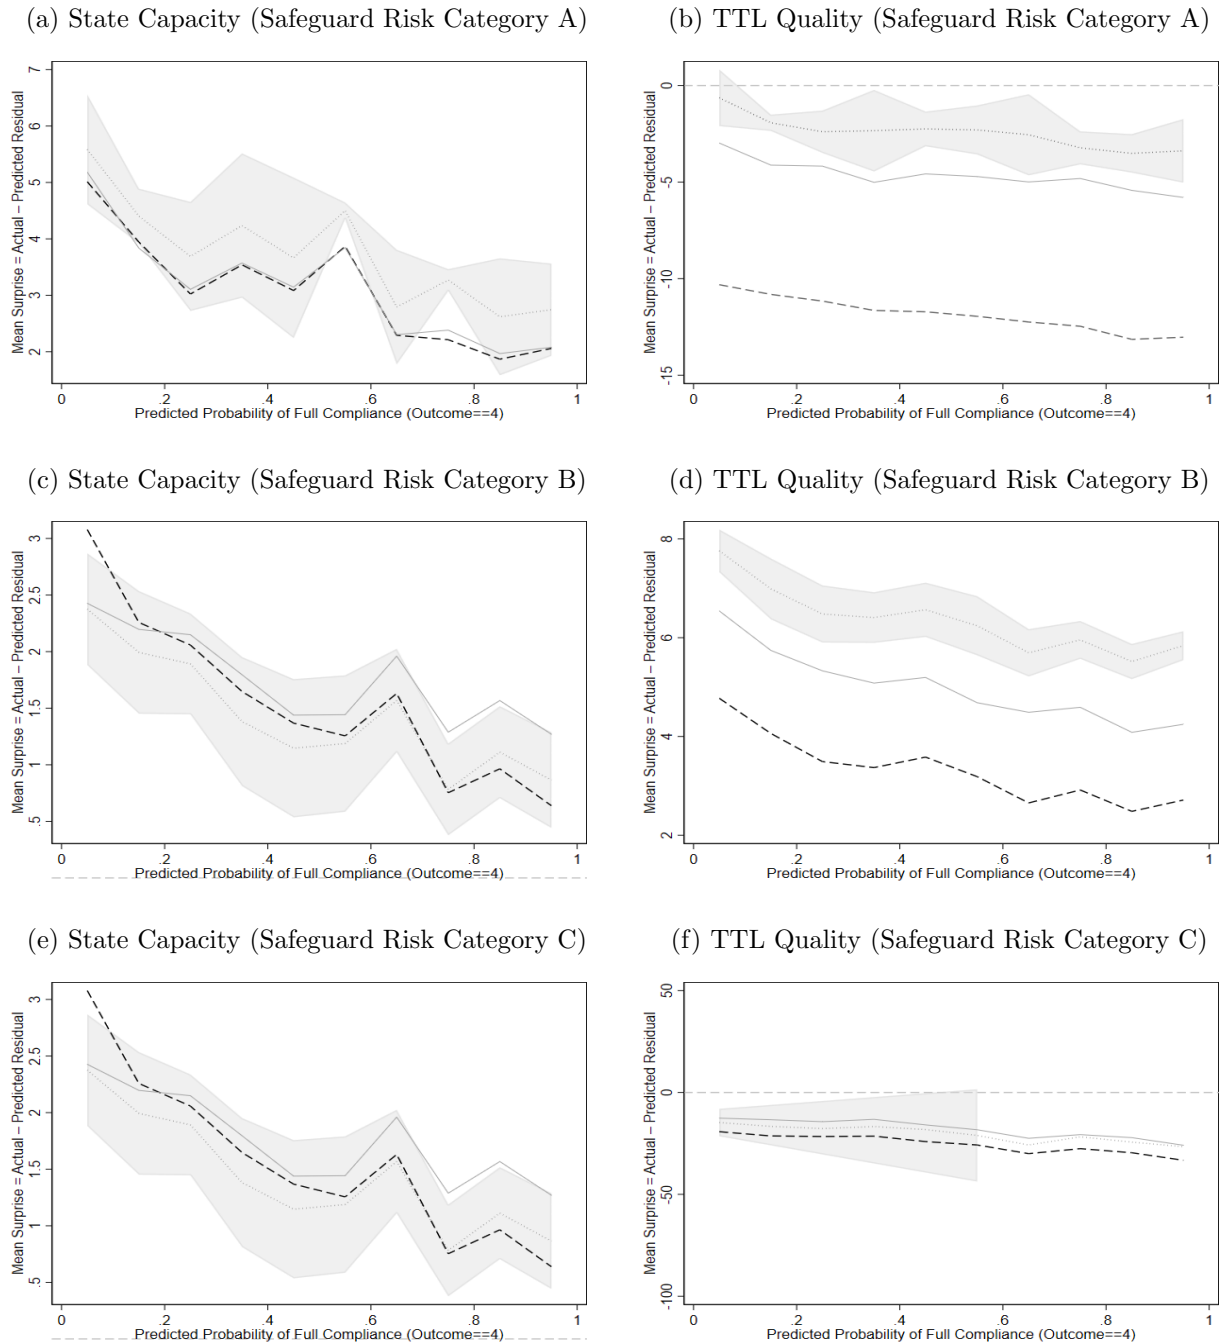 (a) State Capacity (Safeguard Risk Category A)
Mean Surprise = Actual – Predicted Residual
7
6
5
4
3
2
0 .2 .4 .6 .8 1
Predicted Probability of Full Compliance (Outcome==4)
(b) TTL Quality (Safeguard Risk Category A)
Mean Surprise = Actual – Predicted Residual
0
-5
-10
-15
0 .2 .4 .6 .8 1
Predicted Probability of Full Compliance (Outcome==4)
(c) State Capacity (Safeguard Risk Category B)
Mean Surprise = Actual – Predicted Residual
3
2.5
2
1.5
1
.5
0 .2 .4 .6 .8 1
Predicted Probability of Full Compliance (Outcome==4)
(d) TTL Quality (Safeguard Risk Category B)
Mean Surprise = Actual – Predicted Residual
8
6
4
2
0 .2 .4 .6 .8 1
Predicted Probability of Full Compliance (Outcome==4)
(e) State Capacity (Safeguard Risk Category C)
Mean Surprise = Actual – Predicted Residual
3
2.5
2
1.5
1
.5
0 .2 .4 .6 .8 1
Predicted Probability of Full Compliance (Outcome==4)
(f) TTL Quality (Safeguard Risk Category C)
Mean Surprise = Actual – Predicted Residual
50
0
-50
-100
0 .2 .4 .6 .8 1
Predicted Probability of Full Compliance (Outcome==4)